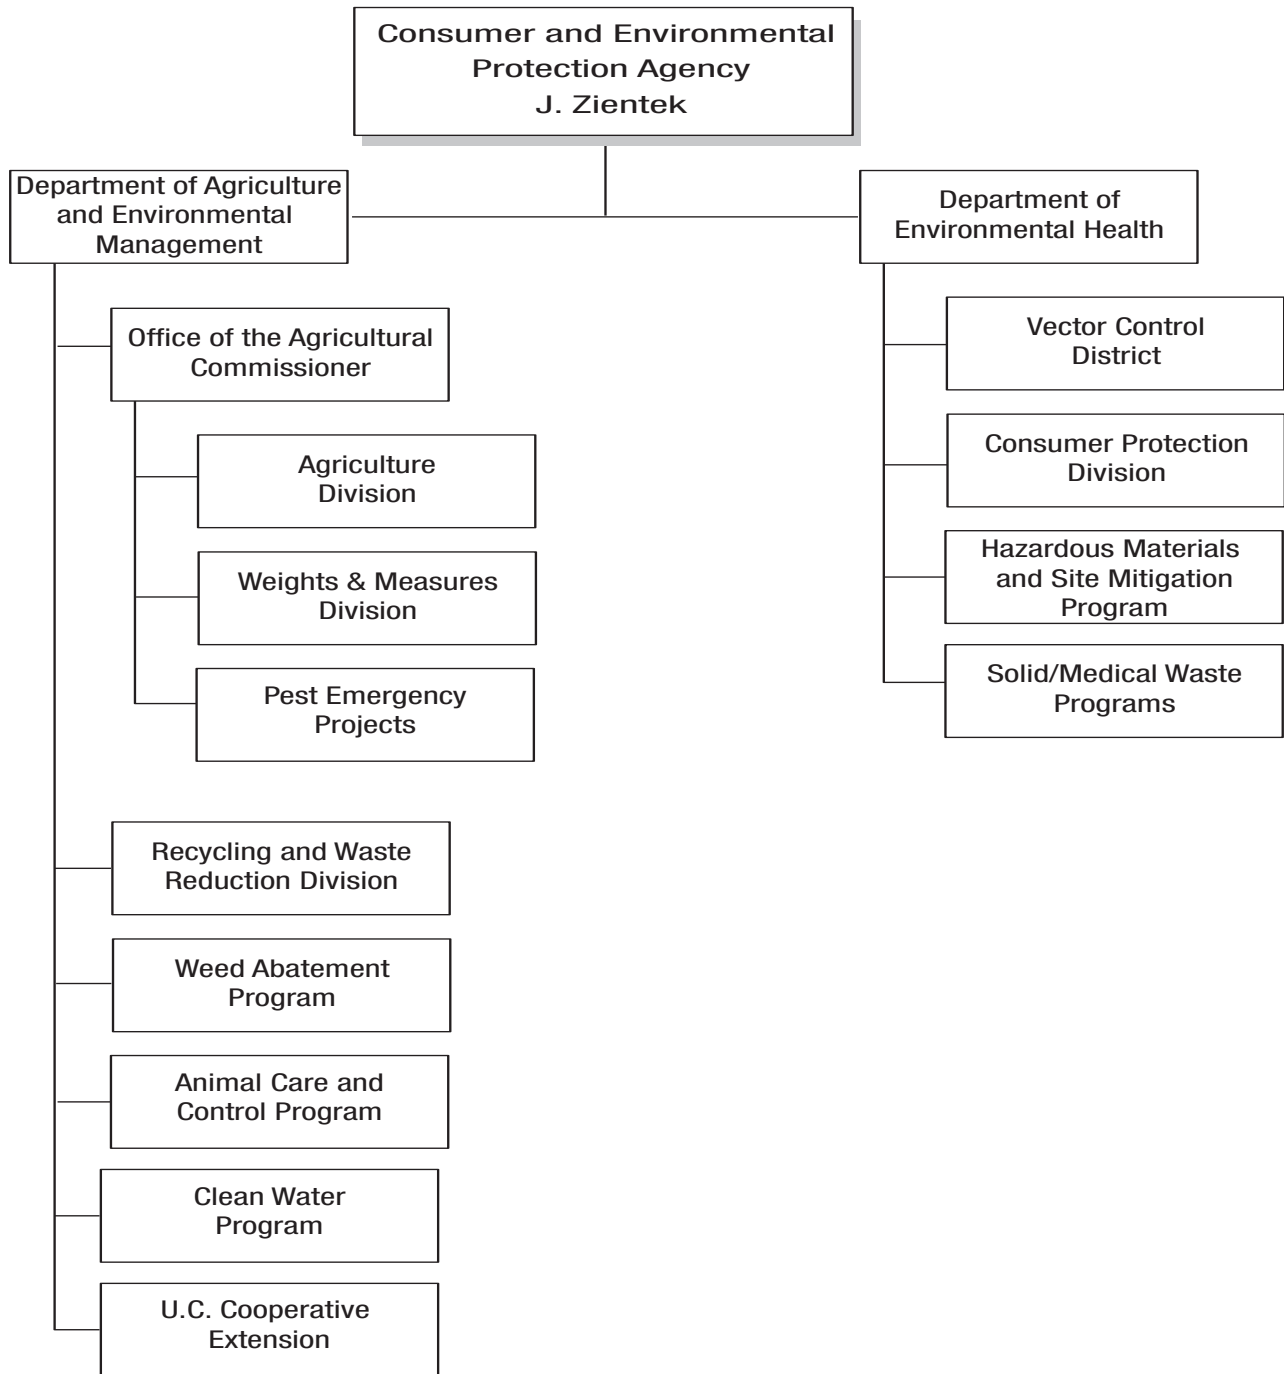 Consumer and Environmental
Protection Agency
J. Zientek
Department of Agriculture
and Environmental
Management
Department of
Environmental Health
Office of the Agricultural
Commissioner
Agriculture
Division
Weights & Measures
Division
Pest Emergency
Projects
Recycling and Waste
Reduction Division
Weed Abatement
Program
Animal Care and
Control Program
Clean Water
Program
U.C. Cooperative
Extension
Vector Control
District
Consumer Protection
Division
Hazardous Materials
and Site Mitigation
Program
Solid/Medical Waste
Programs